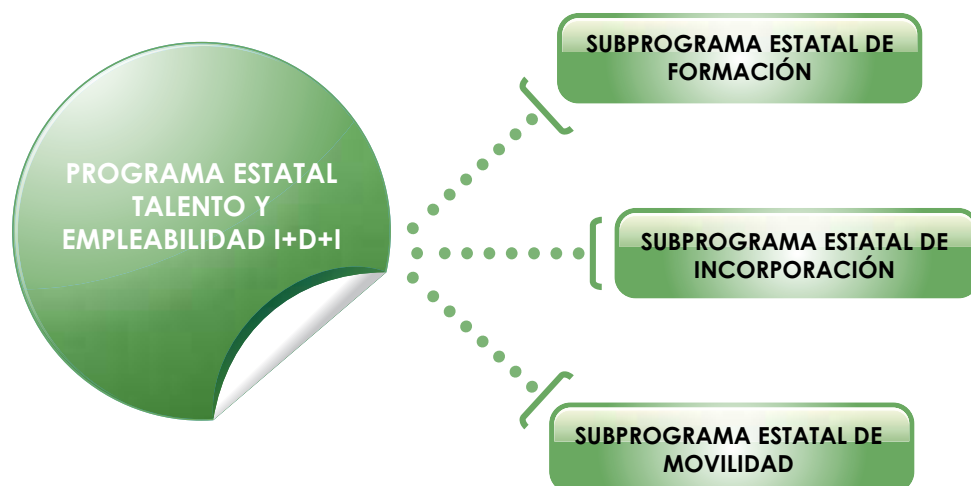 PROGRAMA ESTATAL
TALENTO Y
EMPLEABILIDAD I+D+I
SUBPROGRAMA ESTATAL DE
FORMACIÓN
SUBPROGRAMA ESTATAL DE
INCORPORACIÓN
SUBPROGRAMA ESTATAL DE
MOVILIDAD